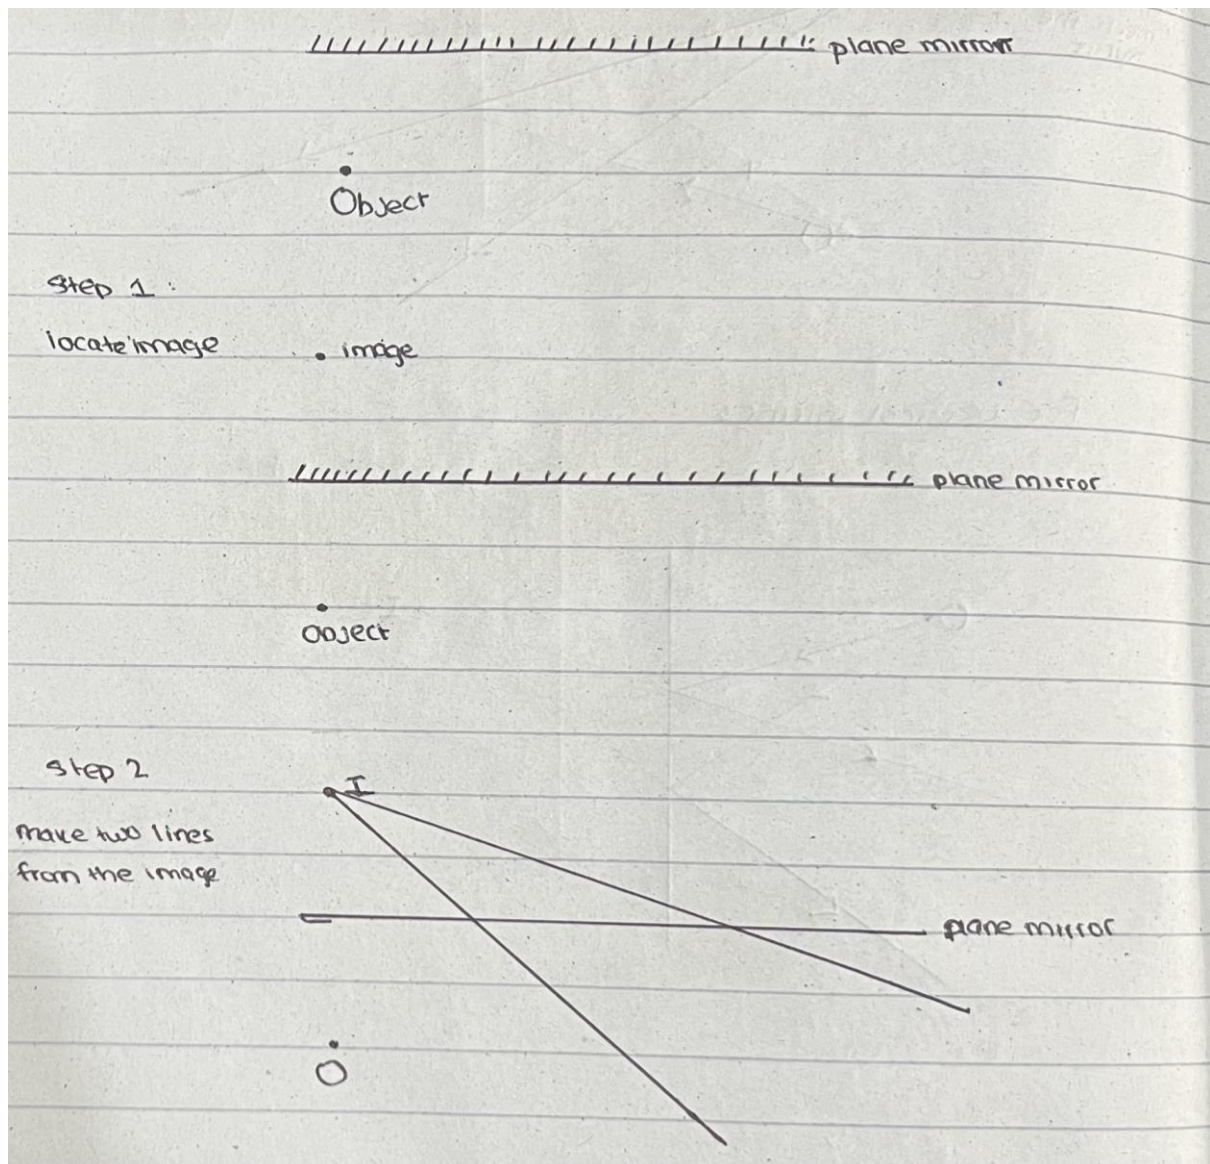 plane mirror
Object
Step 1 :
locate image
image
plane mirror
object
Step 2
I
make two lines
from the image
plane mirror
O